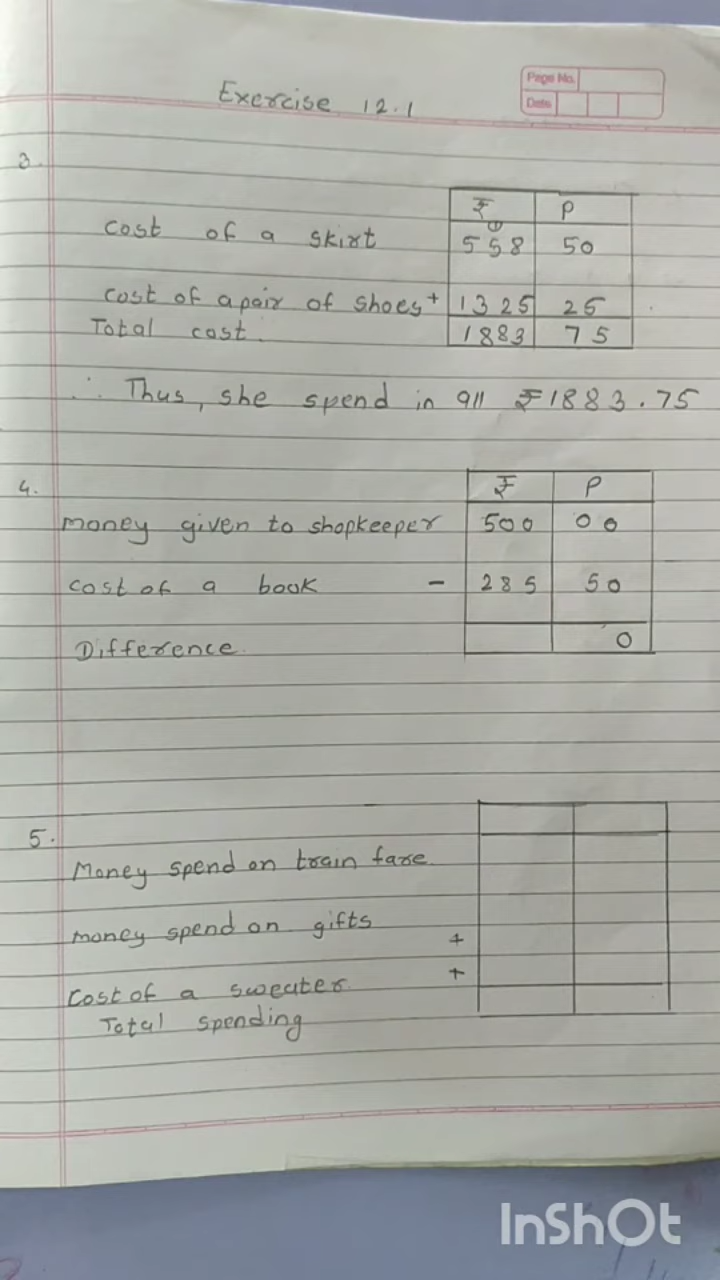 Exercise 12.1
Page No.
Date
3.
₹ P
1
Cost of a skirt 558 50
Cost of a pair of shoes + 1325 25
Total cost. 1883 75
∴ Thus, she spend in all ₹1883.75
4.
₹ P
money given to shopkeeper 500 00
cost of a book - 285 50
Difference. 0
5.
Money spend on train fare
money spend on gifts +
Cost of a sweater. +
Total spending
InShOt